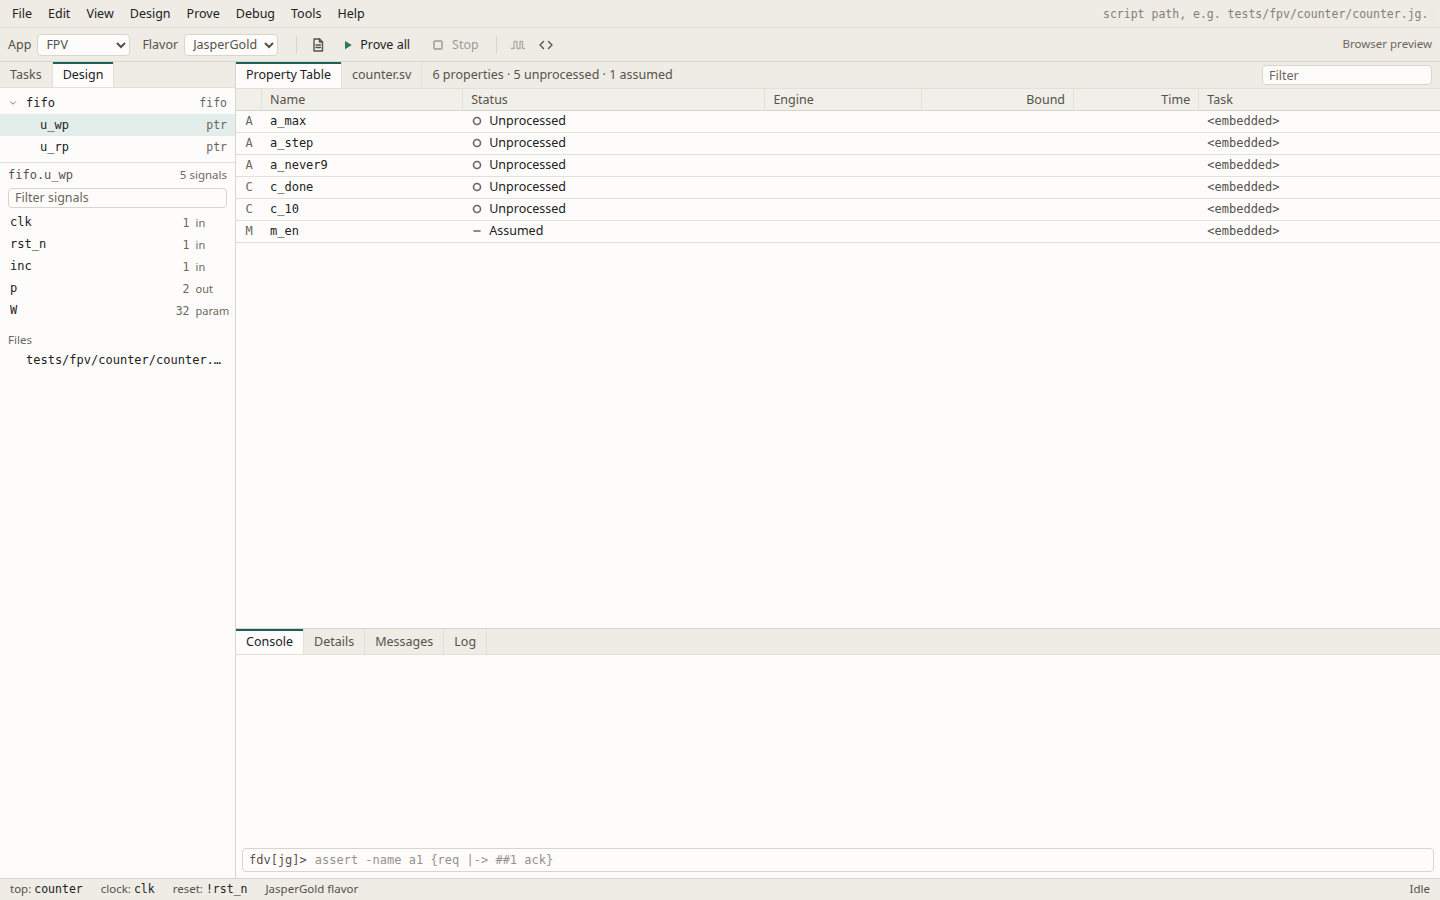 File Edit View Design Prove Debug Tools Help script path, e.g. tests/fpv/counter/counter.jg.
App FPV Flavor JasperGold Prove all Stop Browser preview
Tasks Design Property Table counter.sv 6 properties · 5 unprocessed · 1 assumed Filter
fifo fifo
u_wp ptr
u_rp ptr
fifo.u_wp 5 signals
Filter signals
clk 1 in
rst_n 1 in
inc 1 in
p 2 out
W 32 param
Files
tests/fpv/counter/counter.…
Name Status Engine Bound Time Task
A a_max Unprocessed <embedded>
A a_step Unprocessed <embedded>
A a_never9 Unprocessed <embedded>
C c_done Unprocessed <embedded>
C c_10 Unprocessed <embedded>
M m_en Assumed <embedded>
Console Details Messages Log
fdv[jg]> assert -name a1 {req |-> ##1 ack}
top: counter clock: clk reset: !rst_n JasperGold flavor Idle